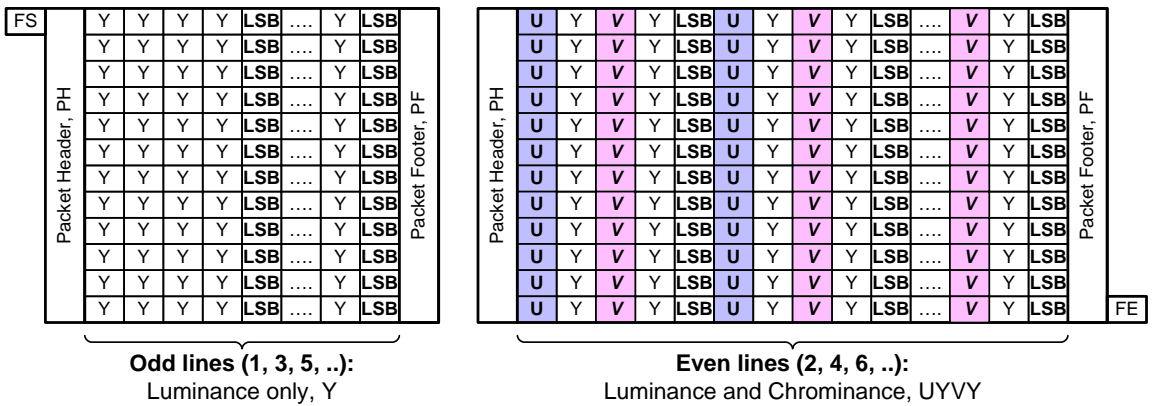 FS
Packet Header, PH
Y Y Y Y LSB .... Y LSB
Y Y Y Y LSB .... Y LSB
Y Y Y Y LSB .... Y LSB
Y Y Y Y LSB .... Y LSB
Y Y Y Y LSB .... Y LSB
Y Y Y Y LSB .... Y LSB
Y Y Y Y LSB .... Y LSB
Y Y Y Y LSB .... Y LSB
Y Y Y Y LSB .... Y LSB
Y Y Y Y LSB .... Y LSB
Y Y Y Y LSB .... Y LSB
Y Y Y Y LSB .... Y LSB
Packet Footer, PF
Odd lines (1, 3, 5, ..):
Luminance only, Y
Packet Header, PH
U Y V Y LSB U Y V Y LSB .... V Y LSB
U Y V Y LSB U Y V Y LSB .... V Y LSB
U Y V Y LSB U Y V Y LSB .... V Y LSB
U Y V Y LSB U Y V Y LSB .... V Y LSB
U Y V Y LSB U Y V Y LSB .... V Y LSB
U Y V Y LSB U Y V Y LSB .... V Y LSB
U Y V Y LSB U Y V Y LSB .... V Y LSB
U Y V Y LSB U Y V Y LSB .... V Y LSB
U Y V Y LSB U Y V Y LSB .... V Y LSB
U Y V Y LSB U Y V Y LSB .... V Y LSB
U Y V Y LSB U Y V Y LSB .... V Y LSB
U Y V Y LSB U Y V Y LSB .... V Y LSB
Packet Footer, PF
FE
Even lines (2, 4, 6, ..):
Luminance and Chrominance, UYVY